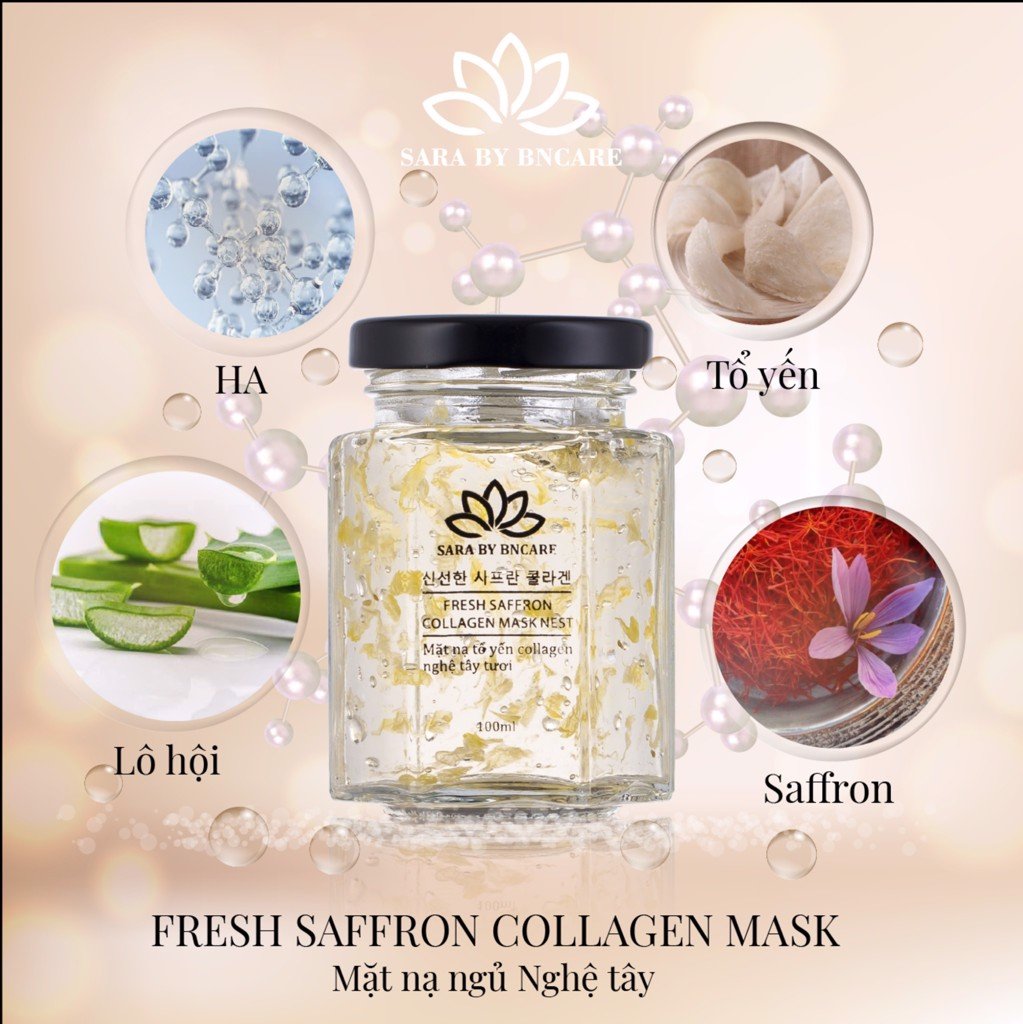 SARA BY BNCARE
HA
Tổ yến
SARA BY BNCARE
신선한 사프란 콜라겐
FRESH SAFFRON
COLLAGEN MASK NEST
Mặt nạ tổ yến collagen
nghệ tây tươi
100ml
Lô hội
Saffron
100ml
FRESH SAFFRON COLLAGEN MASK
Mặt nạ ngủ Nghệ tây